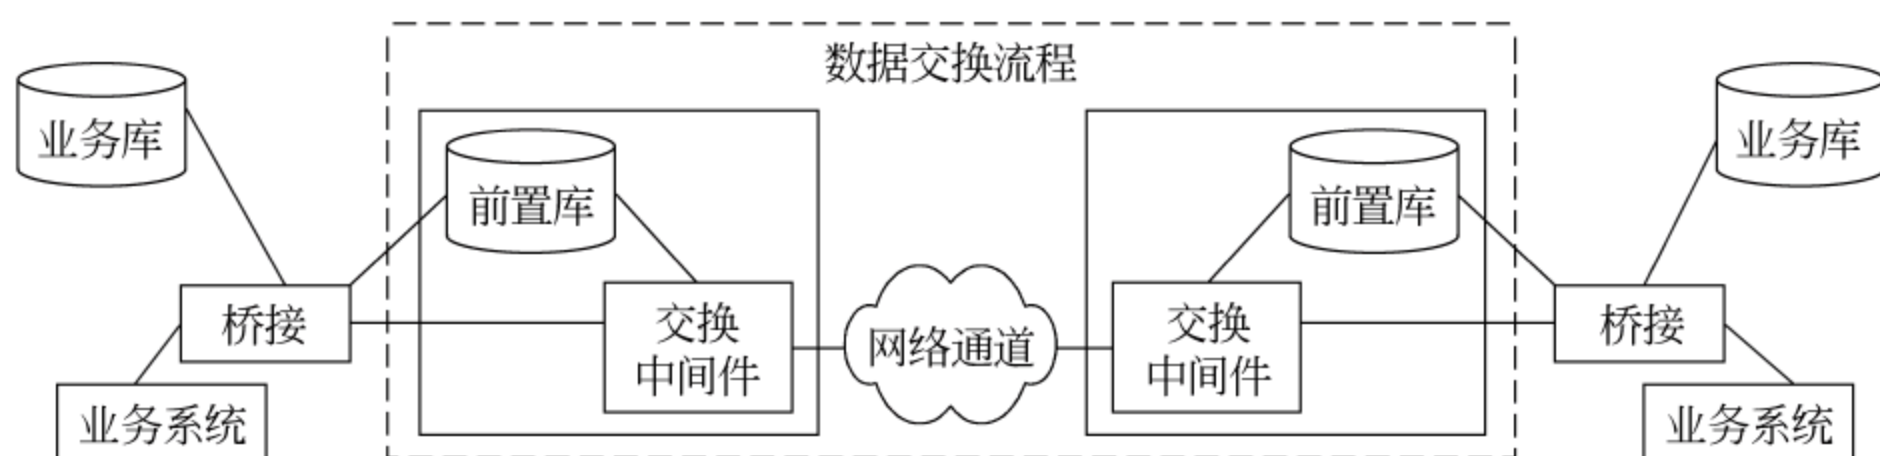 数据交换流程
业务库
业务库
前置库
前置库
桥接
交换
中间件
网络通道
交换
中间件
桥接
业务系统
业务系统